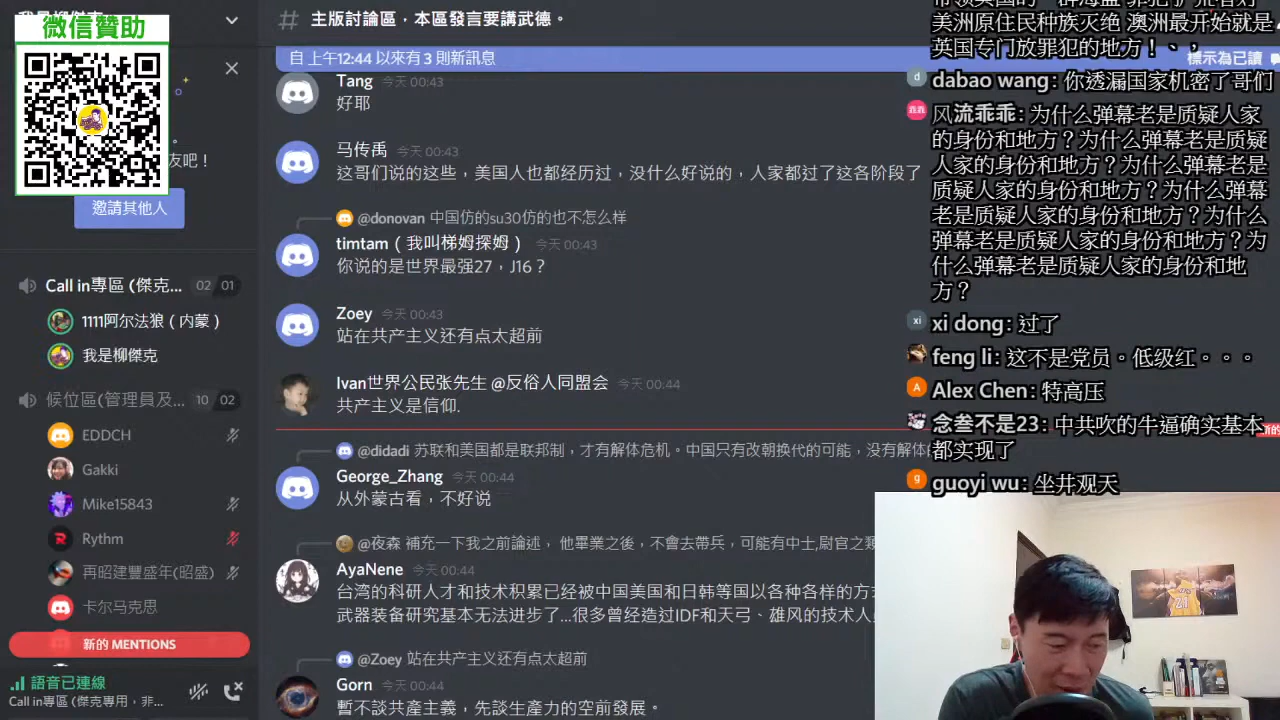 微信贊助
友吧！
邀請其他人
Call in專區 (傑克... 02 01
1111阿尔法狼（内蒙）
我是柳傑克
候位區(管理員及... 10 02
EDDCH
Gakki
Mike15843
Rythm
再昭建豐盛年(昭盛)
卡尔马克思
新的 MENTIONS
語音已連線
Call in專區 (傑克專用，非...
# 主版討論區，本區發言要講武德。
自 上午12:44 以來有 3 則新訊息
標示為已讀
Tang 今天 00:43
好耶
马传禹 今天 00:43
这哥们说的这些，美国人也都经历过，没什么好说的，人家都过了这各阶段了
@donovan 中国仿的su30仿的也不怎么样
timtam（我叫梯姆探姆） 今天 00:43
你说的是世界最强27，J16？
Zoey 今天 00:43
站在共产主义还有点太超前
Ivan世界公民张先生 @反俗人同盟会 今天 00:44
共产主义是信仰.
@didadi 苏联和美国都是联邦制，才有解体危机。中国只有改朝换代的可能，没有解体
George_Zhang 今天 00:44
从外蒙古看，不好说
@夜森 補充一下我之前論述， 他畢業之後，不會去帶兵，可能有中士,尉官之類
AyaNene 今天 00:44
台湾的科研人才和技术积累已经被中国美国和日韩等国以各种各样的方
武器装备研究基本无法进步了...很多曾经造过IDF和天弓、雄风的技术人
@Zoey 站在共产主义还有点太超前
Gorn 今天 00:44
暫不談共產主義，先談生產力的空前發展。
美洲原住民种族灭绝 澳洲最开始就是
英国专门放罪犯的地方！、，
dabao wang: 你透漏国家机密了哥们
风流乖乖: 为什么弹幕老是质疑人家
的身份和地方？为什么弹幕老是质疑
人家的身份和地方？为什么弹幕老是
质疑人家的身份和地方？为什么弹幕
老是质疑人家的身份和地方？为什么
弹幕老是质疑人家的身份和地方？为
什么弹幕老是质疑人家的身份和地
方？
xi dong: 过了
feng li: 这不是党员。低级红。。。
Alex Chen: 特高压
念叁不是23: 中共吹的牛逼确实基本
都实现了
guoyi wu: 坐井观天